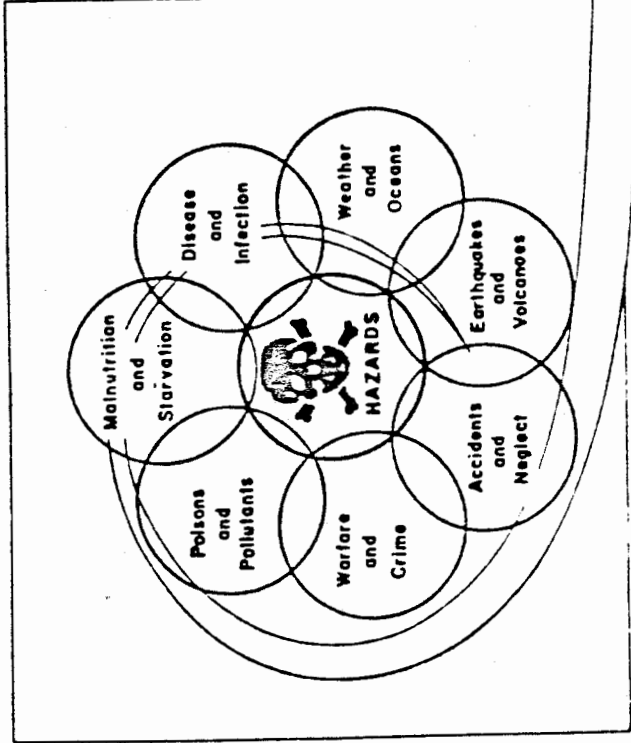 Malnutrition
and
Starvation
Poisons
and
Pollutants
Disease
and
Infection
Warfare
and
Crime
HAZARDS
Weather
and
Oceans
Accidents
and
Neglect
Earthquakes
and
Volcanoes